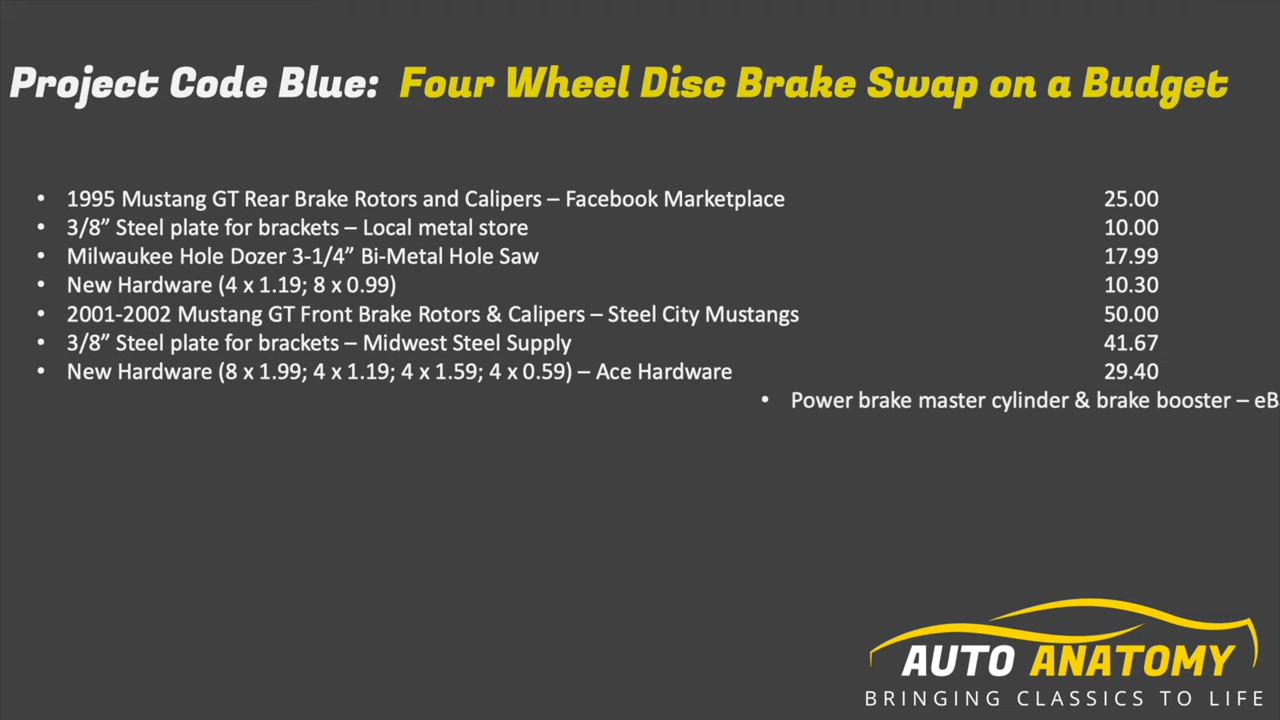 Project Code Blue: Four Wheel Disc Brake Swap on a Budget
• 1995 Mustang GT Rear Brake Rotors and Calipers – Facebook Marketplace 25.00
• 3/8” Steel plate for brackets – Local metal store 10.00
• Milwaukee Hole Dozer 3-1/4” Bi-Metal Hole Saw 17.99
• New Hardware (4 x 1.19; 8 x 0.99) 10.30
• 2001-2002 Mustang GT Front Brake Rotors & Calipers – Steel City Mustangs 50.00
• 3/8” Steel plate for brackets – Midwest Steel Supply 41.67
• New Hardware (8 x 1.99; 4 x 1.19; 4 x 1.59; 4 x 0.59) – Ace Hardware 29.40
• Power brake master cylinder & brake booster –
AUTO ANATOMY
BRINGING CLASSICS TO LIFE